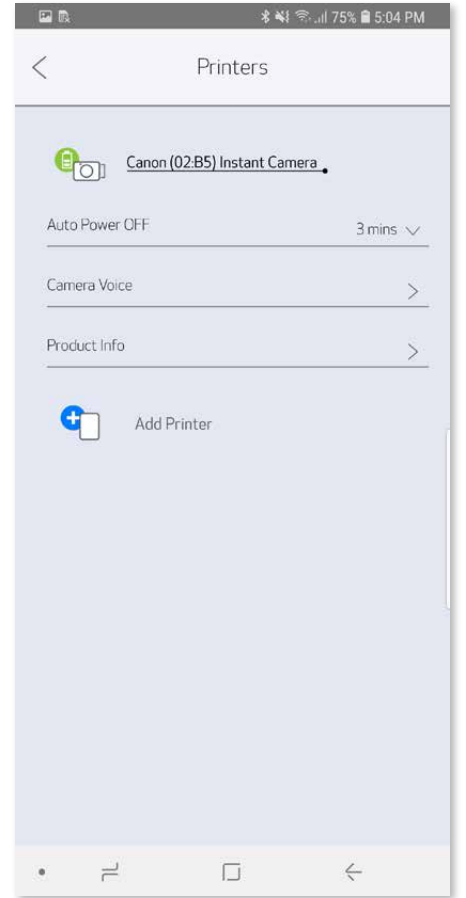 75% 5:04 PM
Printers
Canon (02:B5) Instant Camera
Auto Power OFF
3 mins
Camera Voice
Product Info
Add Printer